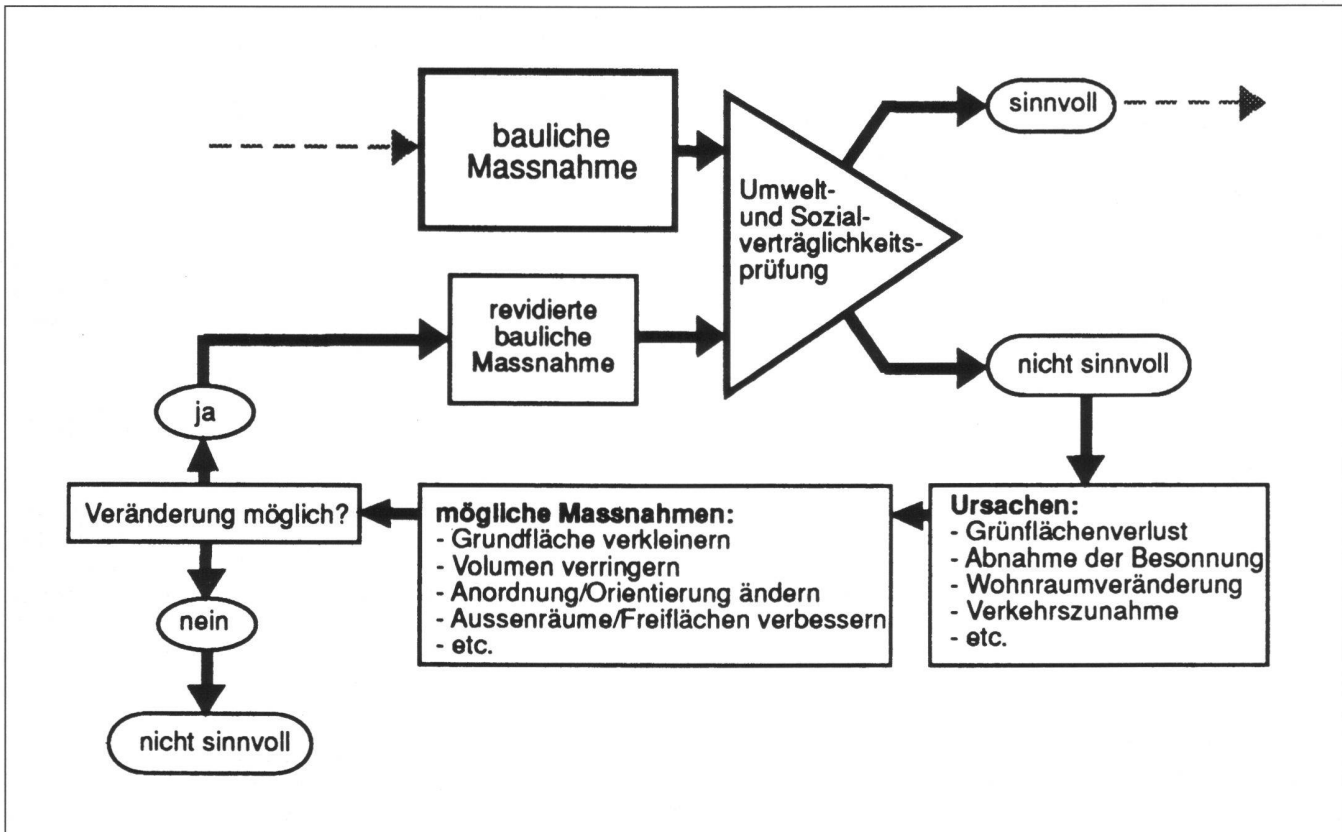 bauliche
Massnahme
Umwelt-
und Sozial-
verträglichkeits-
prüfung
sinnvoll
revidierte
bauliche
Massnahme
nicht sinnvoll
ja
Veränderung möglich?
nein
nicht sinnvoll
mögliche Massnahmen:
- Grundfläche verkleinern
- Volumen verringern
- Anordnung/Orientierung ändern
- Aussenräume/Freiflächen verbessern
- etc.
Ursachen:
- Grünflächenverlust
- Abnahme der Besonnung
- Wohnraumveränderung
- Verkehrszunahme
- etc.